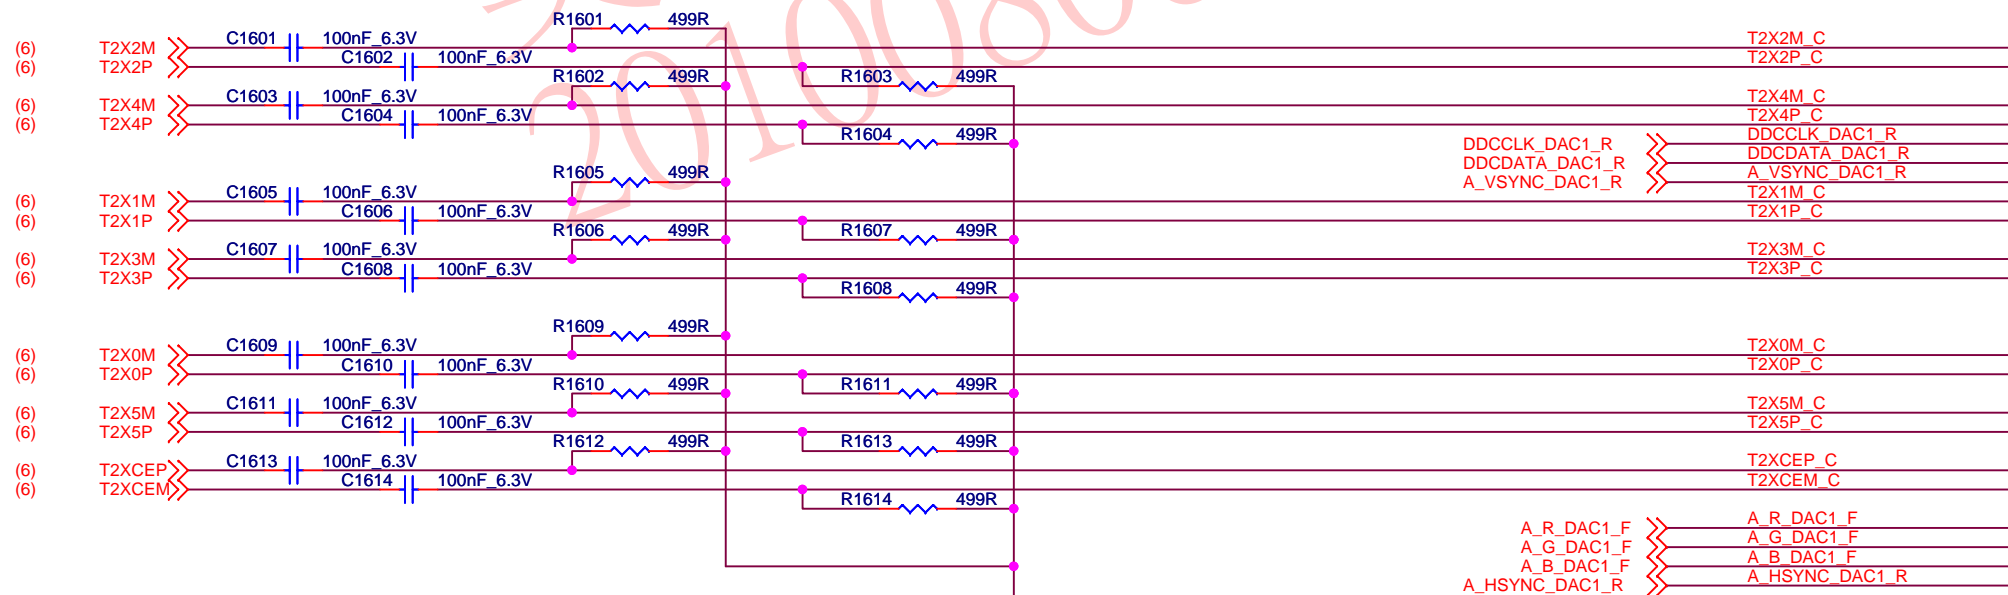 R1601 499R
(6) T2X2M C1601 100nF_6.3V T2X2M_C
(6) T2X2P C1602 100nF_6.3V T2X2P_C
R1602 499R R1603 499R
(6) T2X4M C1603 100nF_6.3V T2X4M_C
(6) T2X4P C1604 100nF_6.3V T2X4P_C
R1604 499R DDCCLK_DAC1_R DDCCLK_DAC1_R
DDCDATA_DAC1_R DDCDATA_DAC1_R
R1605 499R A_VSYNC_DAC1_R A_VSYNC_DAC1_R
(6) T2X1M C1605 100nF_6.3V T2X1M_C
(6) T2X1P C1606 100nF_6.3V T2X1P_C
R1606 499R R1607 499R
(6) T2X3M C1607 100nF_6.3V T2X3M_C
(6) T2X3P C1608 100nF_6.3V T2X3P_C
R1608 499R
R1609 499R
(6) T2X0M C1609 100nF_6.3V T2X0M_C
(6) T2X0P C1610 100nF_6.3V T2X0P_C
R1610 499R R1611 499R
(6) T2X5M C1611 100nF_6.3V T2X5M_C
(6) T2X5P C1612 100nF_6.3V T2X5P_C
R1612 499R R1613 499R
(6) T2XCEP C1613 100nF_6.3V T2XCEP_C
(6) T2XCEM C1614 100nF_6.3V T2XCEM_C
R1614 499R
A_R_DAC1_F A_R_DAC1_F
A_G_DAC1_F A_G_DAC1_F
A_B_DAC1_F A_B_DAC1_F
A_HSYNC_DAC1_R A_HSYNC_DAC1_R